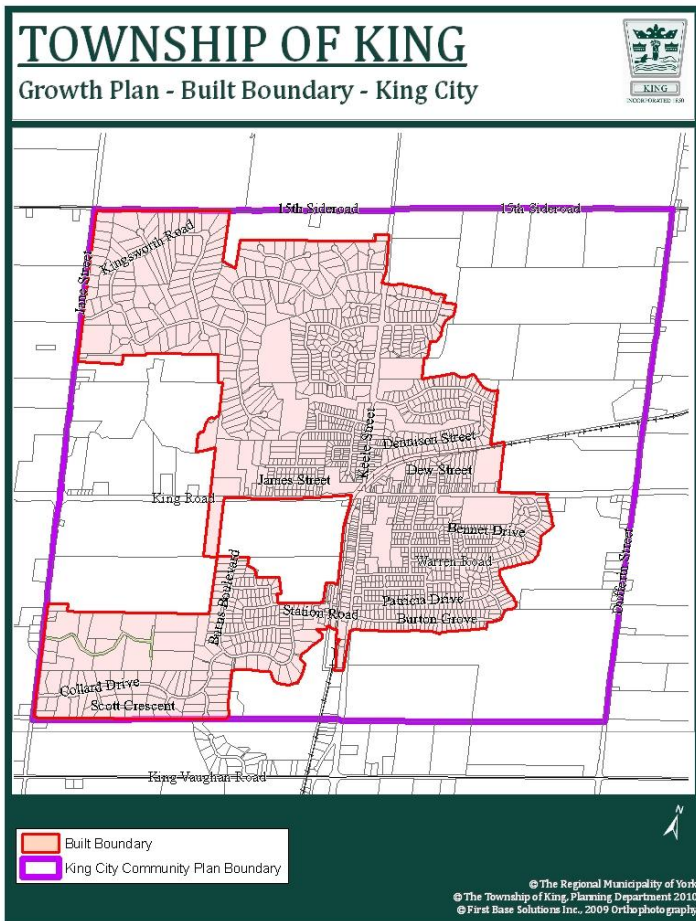 TOWNSHIP OF KING
Growth Plan - Built Boundary - King City
KING
INCORPORATED 1850
15th Sideroad
15th Sideroad
Kingsworth Road
Jane Street
Keele Street
Dennison Street
Dew Street
James Street
King Road
Bennet Drive
Warren Road
Burns Boulevard
Dufferin Street
Patricia Drive
Station Road
Burton Grove
Collard Drive
Scott Crescent
King-Vaughan Road
N
Built Boundary
King City Community Plan Boundary
© The Regional Municipality of York
© The Township of King, Planning Department 2010
© First Base Solutions Inc., 2009 Orthophotography